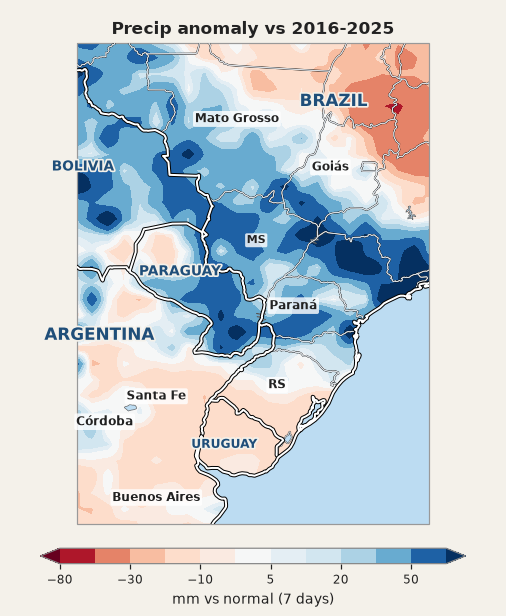 Precip anomaly vs 2016-2025
BRAZIL
Mato Grosso
BOLIVIA
Goiás
MS
PARAGUAY
Paraná
ARGENTINA
RS
Santa Fe
Córdoba
URUGUAY
Buenos Aires
−80 −30 −10 5 20 50
mm vs normal (7 days)